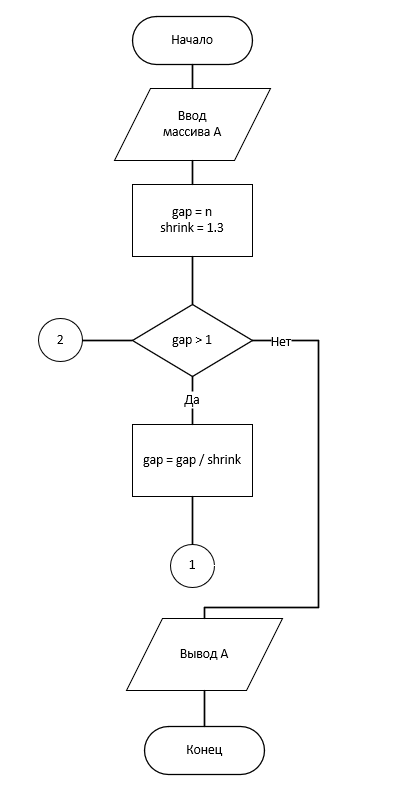 Начало
Ввод
массива А
gap = n
shrink = 1.3
2
gap > 1
Нет
Да
gap = gap / shrink
1
Вывод А
Конец